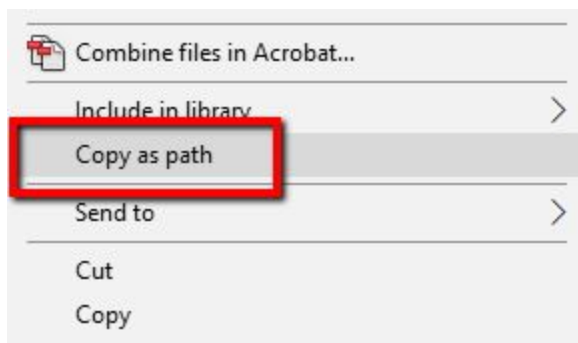 Combine files in Acrobat...
Include in library
Copy as path
Send to
Cut
Copy